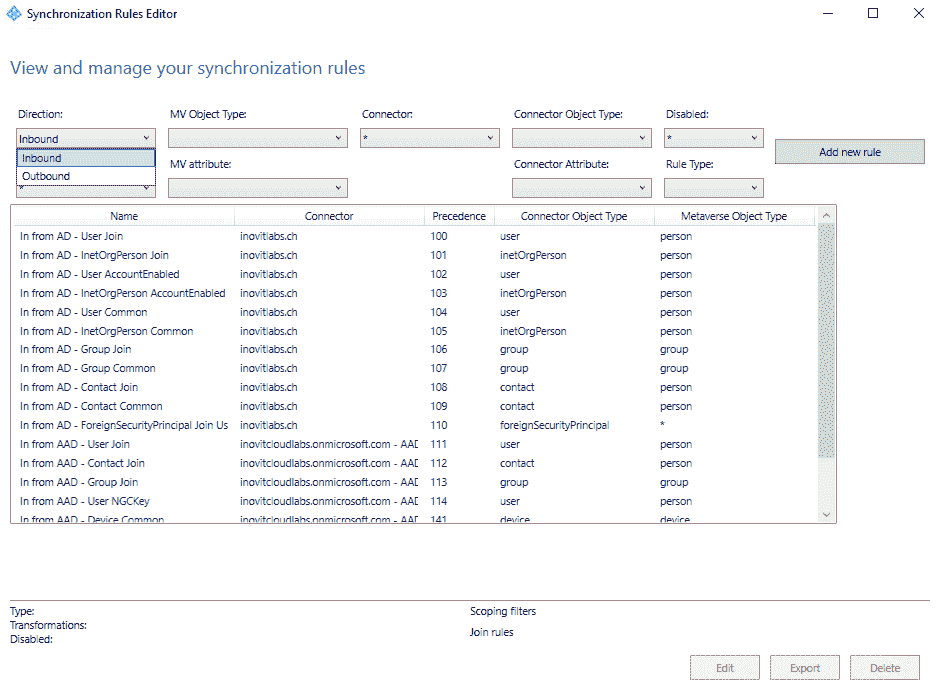 Synchronization Rules Editor
View and manage your synchronization rules
Direction: MV Object Type: Connector: Connector Object Type: Disabled:
Inbound * *
Add new rule
Inbound MV attribute: Connector Attribute: Rule Type:
Outbound
*
Name Connector Precedence Connector Object Type Metaverse Object Type
In from AD - User Join inovitlabs.ch 100 user person
In from AD - InetOrgPerson Join inovitlabs.ch 101 inetOrgPerson person
In from AD - User AccountEnabled inovitlabs.ch 102 user person
In from AD - InetOrgPerson AccountEnabled inovitlabs.ch 103 inetOrgPerson person
In from AD - User Common inovitlabs.ch 104 user person
In from AD - InetOrgPerson Common inovitlabs.ch 105 inetOrgPerson person
In from AD - Group Join inovitlabs.ch 106 group group
In from AD - Group Common inovitlabs.ch 107 group group
In from AD - Contact Join inovitlabs.ch 108 contact person
In from AD - Contact Common inovitlabs.ch 109 contact person
In from AD - ForeignSecurityPrincipal Join Us inovitlabs.ch 110 foreignSecurityPrincipal *
In from AAD - User Join inovitcloudlabs.onmicrosoft.com - AAD 111 user person
In from AAD - Contact Join inovitcloudlabs.onmicrosoft.com - AAD 112 contact person
In from AAD - Group Join inovitcloudlabs.onmicrosoft.com - AAD 113 group group
In from AAD - User NGCKey inovitcloudlabs.onmicrosoft.com - AAD 114 user person
In from AAD - Device Common inovitcloudlabs.onmicrosoft.com - AAD 141 device device
Type: Scoping filters
Transformations:
Disabled: Join rules
Edit Export Delete